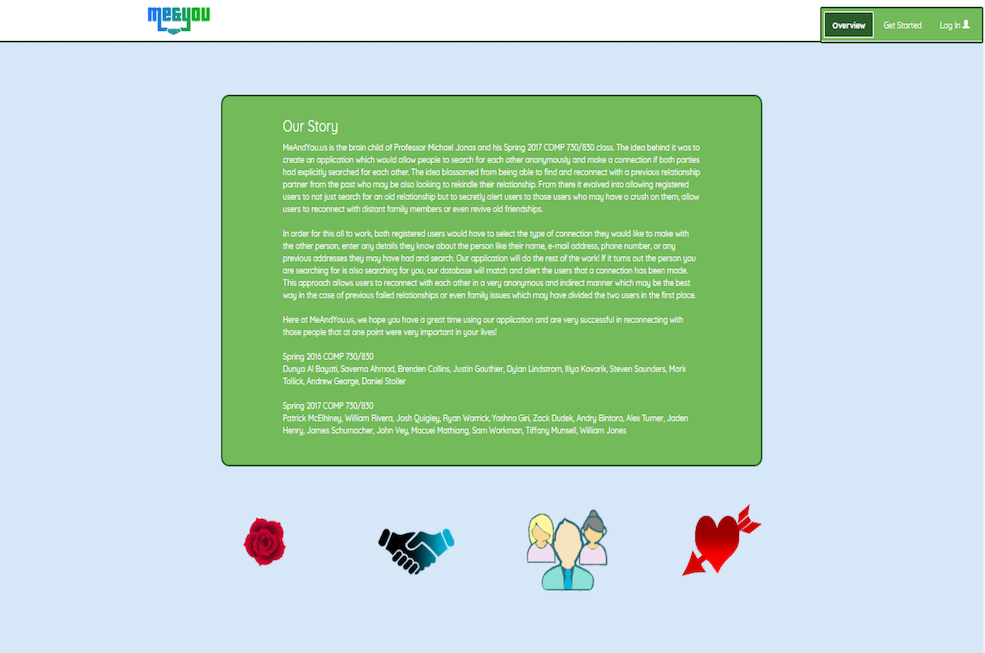 me&you
Overview
Get Started
Log In
Our Story
MeAndYou.us is the brain child of Professor Michael Jonas and his Spring 2017 COMP 730/830 class. The idea behind it was to
create an application which would allow people to search for each other anonymously and make a connection if both parties
had explicitly searched for each other. The idea blossomed from being able to find and reconnect with a previous relationship
partner from the past who may be also looking to rekindle their relationship. From there it evolved into allowing registered
users to not just search for an old relationship but to secretly alert users to those users who may have a crush on them, allow
users to reconnect with distant family members or even revive old friendships.
In order for this all to work, both registered users would have to select the type of connection they would like to make with
the other person, enter any details they know about the person like their name, e-mail address, phone number, or any
previous addresses they may have had and search. Our application will do the rest of the work! If it turns out the person you
are searching for is also searching for you, our database will match and alert the users that a connection has been made.
This approach allows users to reconnect with each other in a very anonymous and indirect manner which may be the best
way in the case of previous failed relationships or even family issues which may have divided the two users in the first place.
Here at MeAndYou.us, we hope you have a great time using our application and are very successful in reconnecting with
those people that at one point were very important in your lives!
Spring 2016 COMP 730/830
Dunya Al Bayati, Saverna Ahmad, Brenden Collins, Justin Gauthier, Dylan Lindstrom, Illya Kovarik, Steven Saunders, Mark
Tollick, Andrew George, Daniel Stoller
Spring 2017 COMP 730/830
Patrick McElhiney, William Rivera, Josh Quigley, Ryan Warrick, Yashna Giri, Zack Dudek, Andry Bintoro, Alex Turner, Jaden
Henry, James Schumacher, John Vey, Macuei Mathiang, Sam Workman, Tiffany Munsell, William Jones